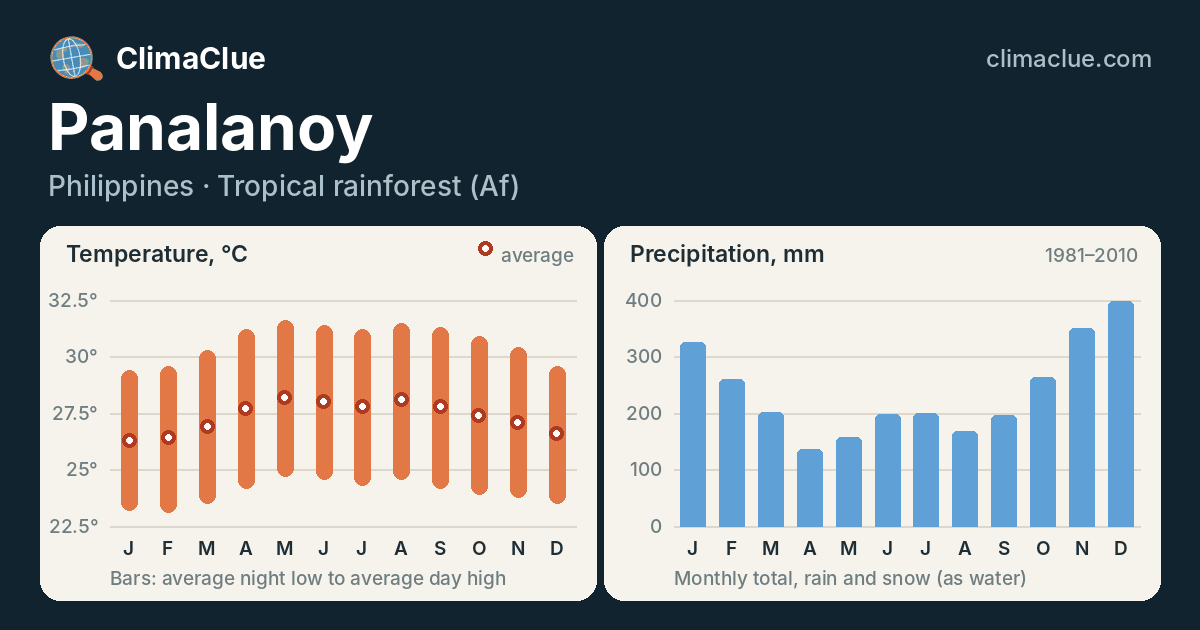 ClimaClue
climaclue.com
Panalanoy
Philippines · Tropical rainforest (Af)
Temperature, °C
average
32.5°
30°
27.5°
25°
22.5°
J F M A M J J A S O N D
Bars: average night low to average day high
Precipitation, mm
1981–2010
400
300
200
100
0
J F M A M J J A S O N D
Monthly total, rain and snow (as water)